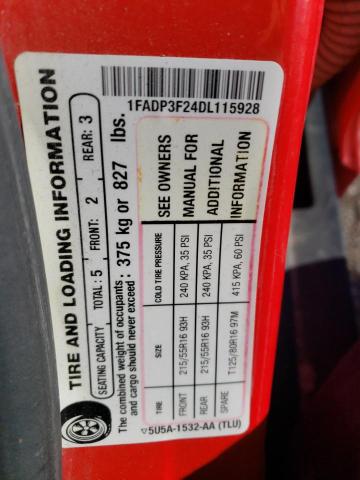 1FADP3F24DL115928
TIRE AND LOADING INFORMATION
SEATING CAPACITY TOTAL: 5 FRONT: 2 REAR: 3
The combined weight of occupants
and cargo should never exceed: 375 kg or 827 lbs.
TIRE SIZE COLD TIRE PRESSURE SEE OWNERS
FRONT 215/55R16 93H 240 KPA, 35 PSI MANUAL FOR
REAR 215/55R16 93H 240 KPA, 35 PSI ADDITIONAL
SPARE T125/80R16 97M 415 KPA, 60 PSI INFORMATION
5U5A-1532-AA (TLU)